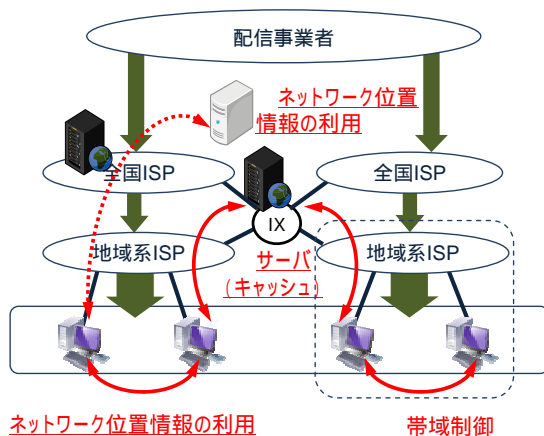 配信事業者
ネットワーク位置
情報の利用
全国ISP
全国ISP
IX
地域系ISP
地域系ISP
サーバ
(キャッシュ)
ネットワーク位置情報の利用
帯域制御